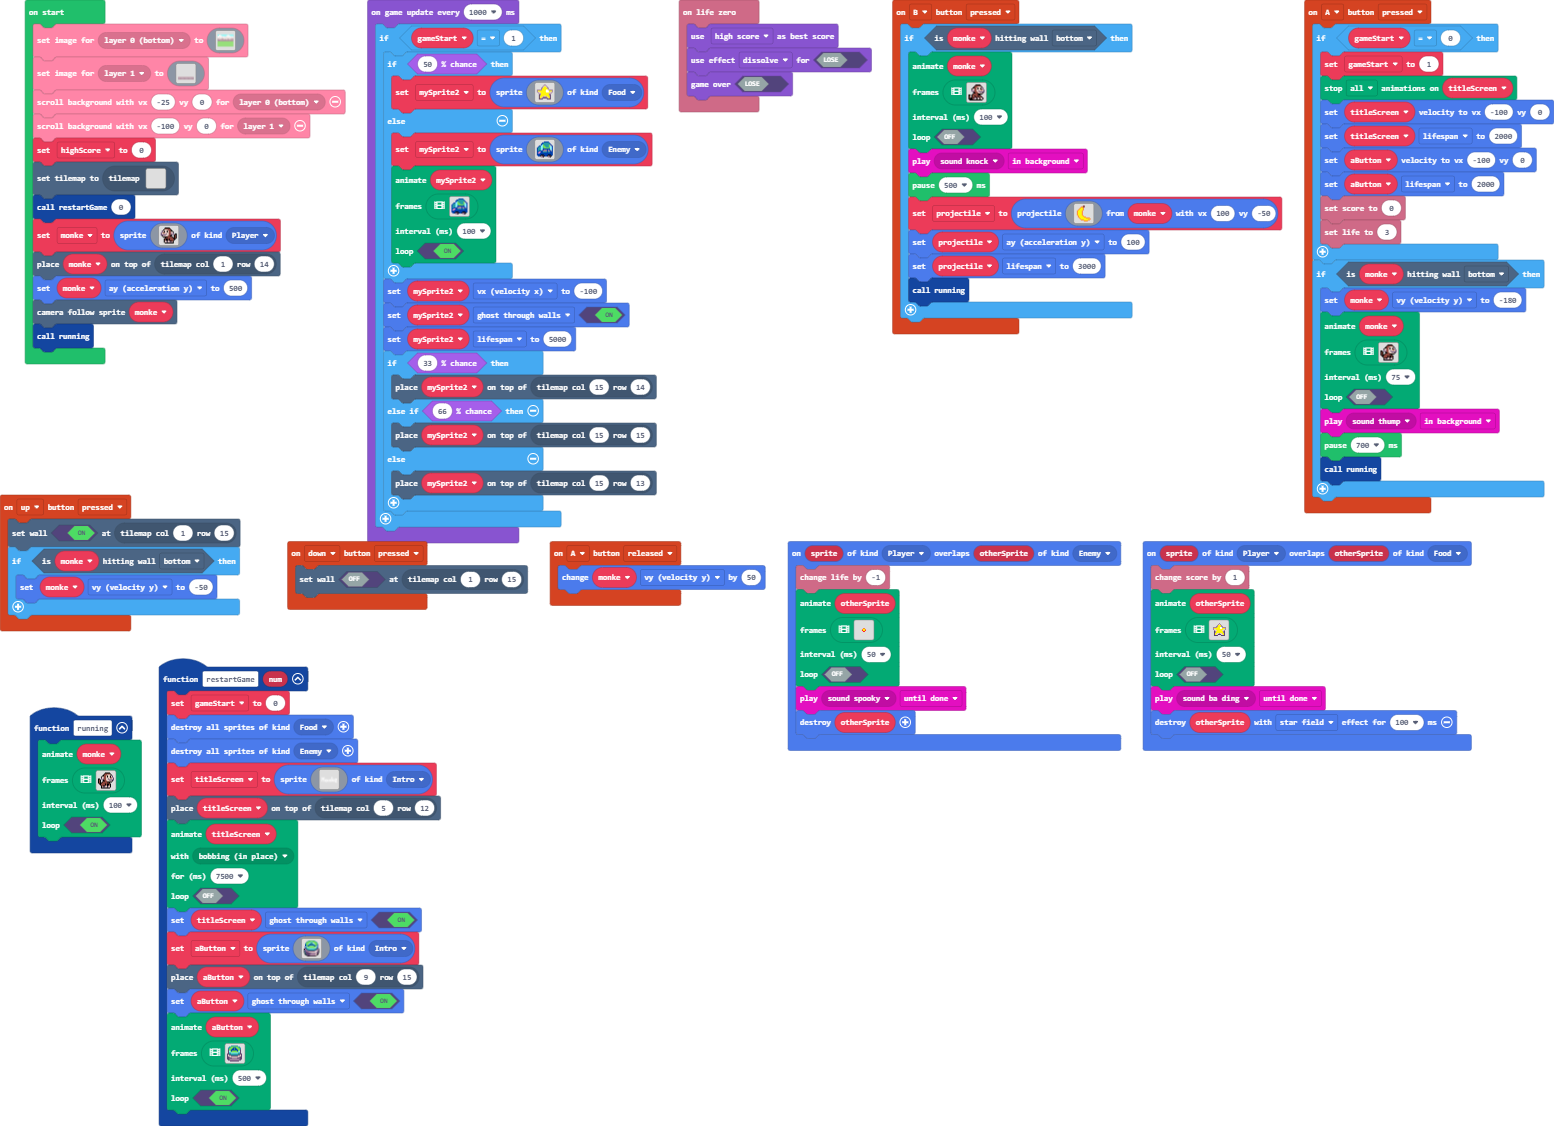 on start
set image for layer 0 (bottom) to
set image for layer 1 to
scroll background with vx -25 vy 0 for layer 0 (bottom)
scroll background with vx -100 vy 0 for layer 1
set highScore to 0
set tilemap to tilemap
call restartGame 0
set monke to sprite of kind Player
place monke on top of tilemap col 1 row 14
set monke ay (acceleration y) to 500
camera follow sprite monke
call running
on game update every 1000 ms
if gameStart = 1 then
if 50 % chance then
set mySprite2 to sprite of kind Food
else
set mySprite2 to sprite of kind Enemy
animate mySprite2
frames
interval (ms) 100
loop ON
set mySprite2 vx (velocity x) to -100
set mySprite2 ghost through walls ON
set mySprite2 lifespan to 5000
if 33 % chance then
place mySprite2 on top of tilemap col 15 row 14
else if 66 % chance then
place mySprite2 on top of tilemap col 15 row 15
else
place mySprite2 on top of tilemap col 15 row 13
on life zero
use high score as best score
use effect dissolve for LOSE
game over LOSE
on B button pressed
if is monke hitting wall bottom then
animate monke
frames
interval (ms) 100
loop OFF
play sound knock in background
pause 500 ms
set projectile to projectile from monke with vx 100 vy -50
set projectile ay (acceleration y) to 100
set projectile lifespan to 3000
call running
on A button pressed
if gameStart = 0 then
set gameStart to 1
stop all animations on titleScreen
set titleScreen velocity to vx -100 vy 0
set titleScreen lifespan to 2000
set aButton velocity to vx -100 vy 0
set aButton lifespan to 2000
set score to 0
set life to 3
if is monke hitting wall bottom then
set monke vy (velocity y) to -180
animate monke
frames
interval (ms) 75
loop OFF
play sound thump in background
pause 700 ms
call running
on up button pressed
set wall ON at tilemap col 1 row 15
if is monke hitting wall bottom then
set monke vy (velocity y) to -50
on down button pressed
set wall OFF at tilemap col 1 row 15
on A button released
change monke vy (velocity y) by 50
on sprite of kind Player overlaps otherSprite of kind Enemy
change life by -1
animate otherSprite
frames
interval (ms) 50
loop OFF
play sound spooky until done
destroy otherSprite
on sprite of kind Player overlaps otherSprite of kind Food
change score by 1
animate otherSprite
frames
interval (ms) 50
loop OFF
play sound ba ding until done
destroy otherSprite with star field effect for 100 ms
function running
animate monke
frames
interval (ms) 100
loop ON
function restartGame num
set gameStart to 0
destroy all sprites of kind Food
destroy all sprites of kind Enemy
set titleScreen to sprite of kind Intro
place titleScreen on top of tilemap col 5 row 12
animate titleScreen
with bobbing (in place)
for (ms) 7500
loop OFF
set titleScreen ghost through walls ON
set aButton to sprite of kind Intro
place aButton on top of tilemap col 9 row 15
set aButton ghost through walls ON
animate aButton
frames
interval (ms) 500
loop ON